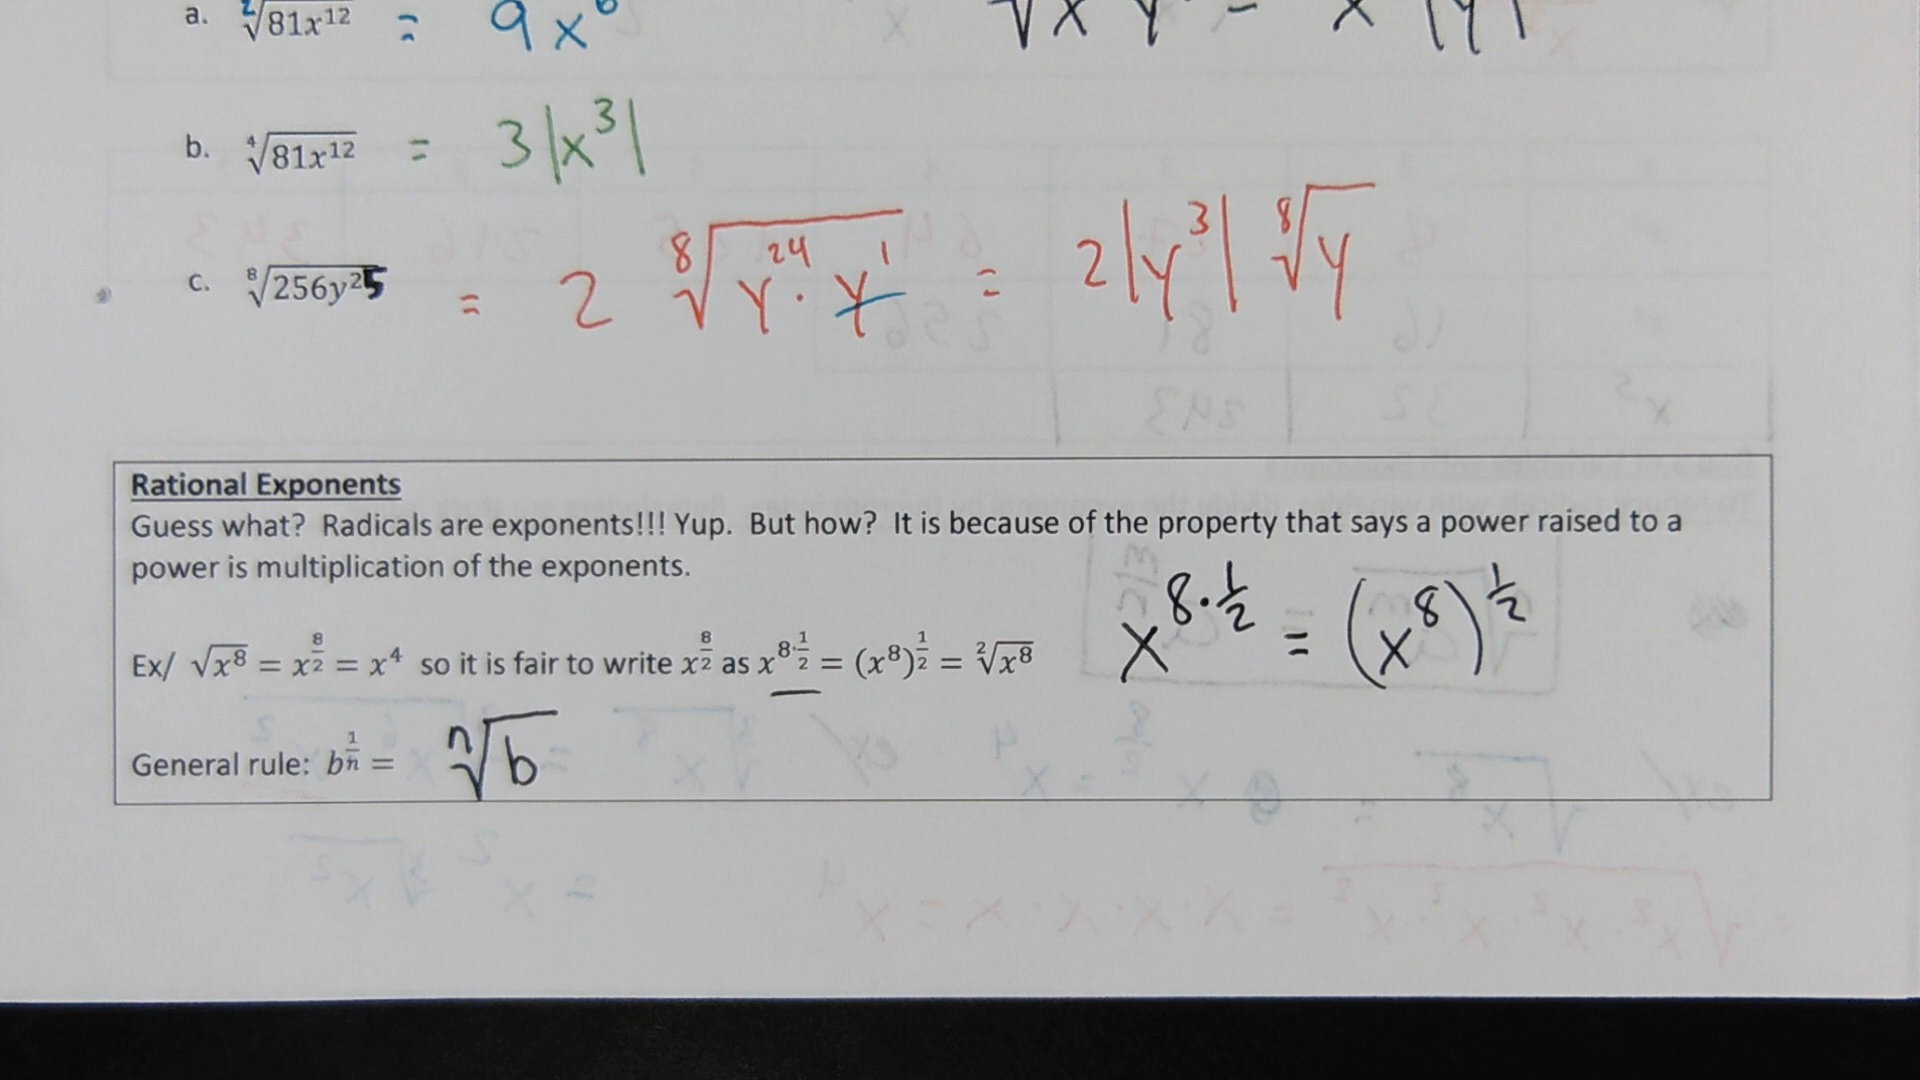 a. ²√81x¹² = 9x⁶ √x y = x |y|
b. ⁴√81x¹² = 3|x³|
c. ⁸√256y²⁵ = 2 ⁸√y²⁴ · y¹ = 2|y³| ⁸√y
Rational Exponents
Guess what? Radicals are exponents!!! Yup. But how? It is because of the property that says a power raised to a
power is multiplication of the exponents.
x^(8·1/2) = (x⁸)^(1/2)
Ex/ √x⁸ = x^(8/2) = x⁴ so it is fair to write x^(8/2) as x^(8·1/2) = (x⁸)^(1/2) = ²√x⁸
General rule: b^(1/n) = ⁿ√b